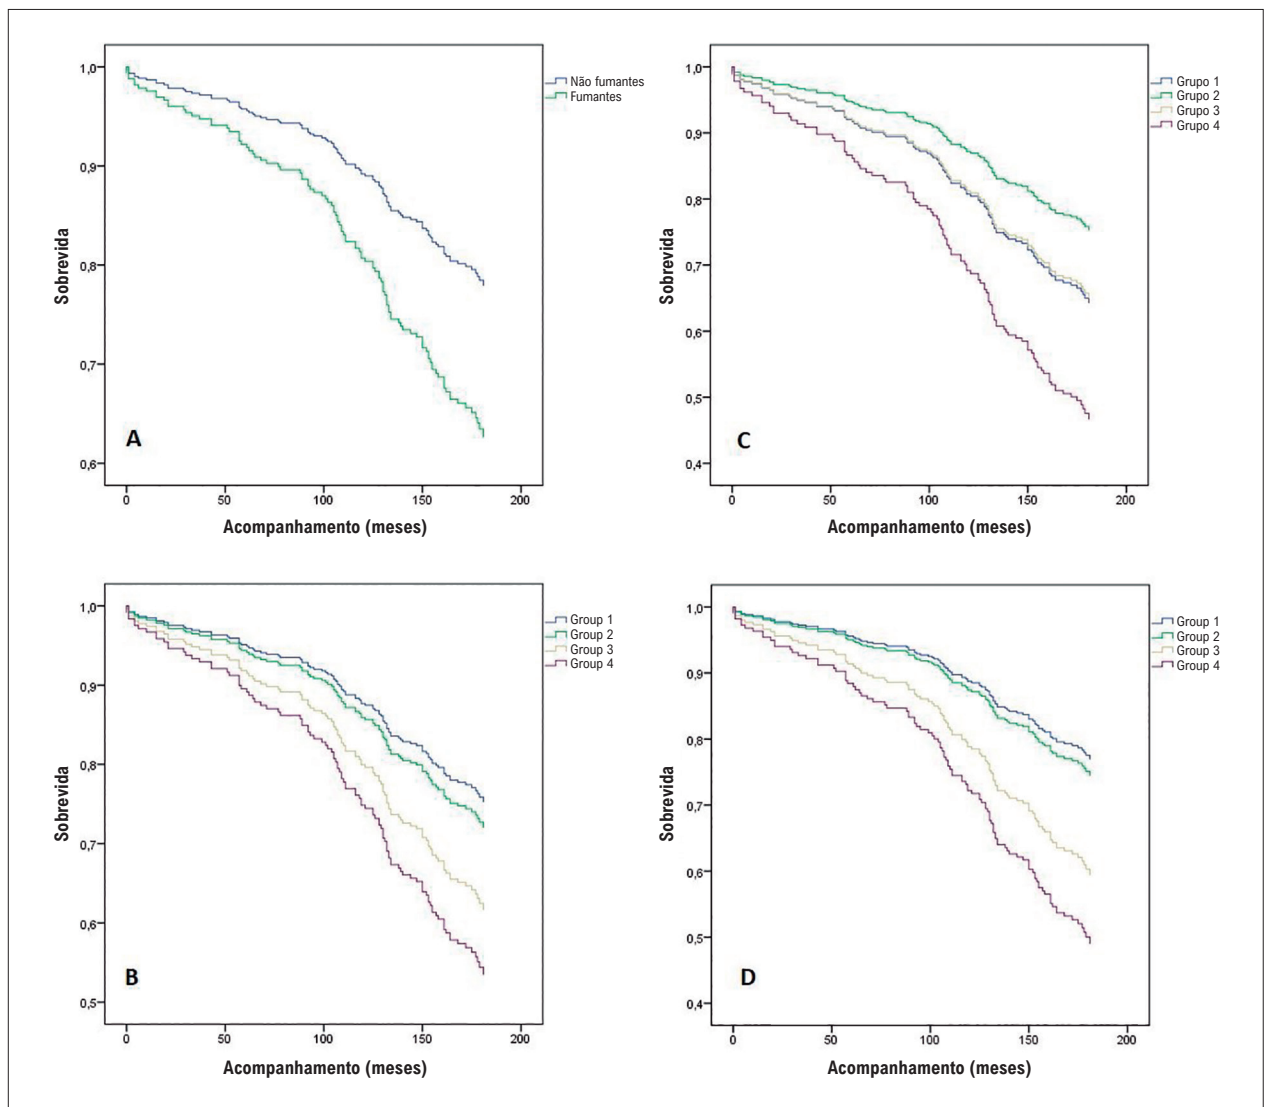 1,0
0,9
0,8
0,7
0,6
Sobrevida
Não fumantes
Fumantes
A
0
50
100
150
200
Acompanhamento (meses)
1,0
0,9
0,8
0,7
0,6
0,5
0,4
Sobrevida
Grupo 1
Grupo 2
Grupo 3
Grupo 4
C
0
50
100
150
200
Acompanhamento (meses)
1,0
0,9
0,8
0,7
0,6
0,5
Sobrevida
Group 1
Group 2
Group 3
Group 4
B
0
50
100
150
200
Acompanhamento (meses)
1,0
0,9
0,8
0,7
0,6
0,5
0,4
Sobrevida
Group 1
Group 2
Group 3
Group 4
D
0
50
100
150
200
Acompanhamento (meses)